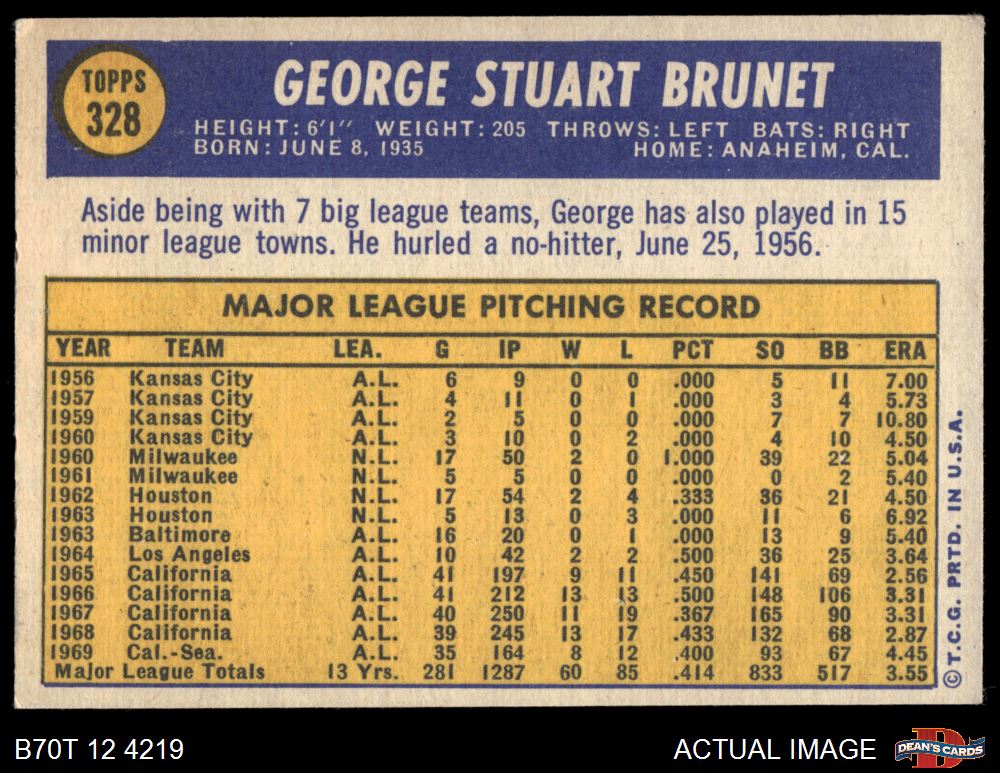 TOPPS
328
GEORGE STUART BRUNET
HEIGHT: 6'1" WEIGHT: 205 THROWS: LEFT BATS: RIGHT
BORN: JUNE 8, 1935 HOME: ANAHEIM, CAL.
Aside being with 7 big league teams, George has also played in 15
minor league towns. He hurled a no-hitter, June 25, 1956.
MAJOR LEAGUE PITCHING RECORD
YEAR TEAM LEA. G IP W L PCT SO BB ERA
1956 Kansas City A.L. 6 9 0 0 .000 5 11 7.00
1957 Kansas City A.L. 4 11 0 1 .000 3 4 5.73
1959 Kansas City A.L. 2 5 0 0 .000 7 7 10.80
1960 Kansas City A.L. 3 10 0 2 .000 4 10 4.50
1960 Milwaukee N.L. 17 50 2 0 1.000 39 22 5.04
1961 Milwaukee N.L. 5 5 0 0 .000 0 2 5.40
1962 Houston N.L. 17 54 2 4 .333 36 21 4.50
1963 Houston N.L. 5 13 0 3 .000 11 6 6.92
1963 Baltimore A.L. 16 20 0 1 .000 13 9 5.40
1964 Los Angeles A.L. 10 42 2 2 .500 36 25 3.64
1965 California A.L. 41 197 9 11 .450 141 69 2.56
1966 California A.L. 41 212 13 13 .500 148 106 3.31
1967 California A.L. 40 250 11 19 .367 165 90 3.31
1968 California A.L. 39 245 13 17 .433 132 68 2.87
1969 Cal.-Sea. A.L. 35 164 8 12 .400 93 67 4.45
Major League Totals 13 Yrs. 281 1287 60 85 .414 833 517 3.55
© T.C.G. PRTD. IN U.S.A.
B70T 12 4219
ACTUAL IMAGE
D
DEAN'S CARDS